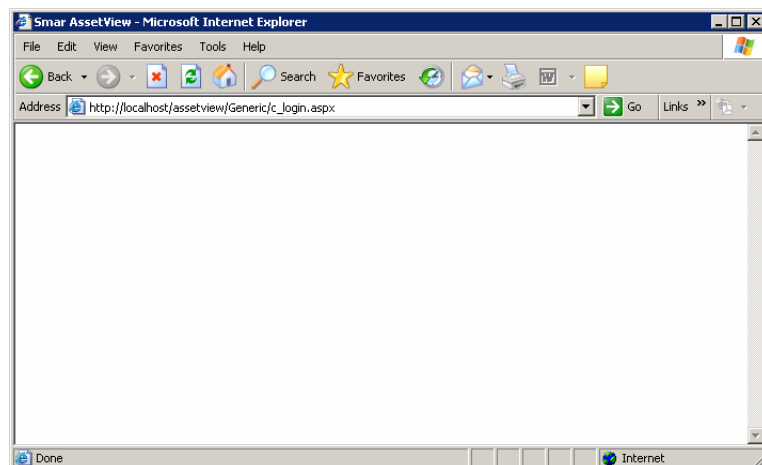 Smar AssetView - Microsoft Internet Explorer
File Edit View Favorites Tools Help
Back Search Favorites W
Address http://localhost/assetview/Generic/c_login.aspx Go Links »
Done Internet